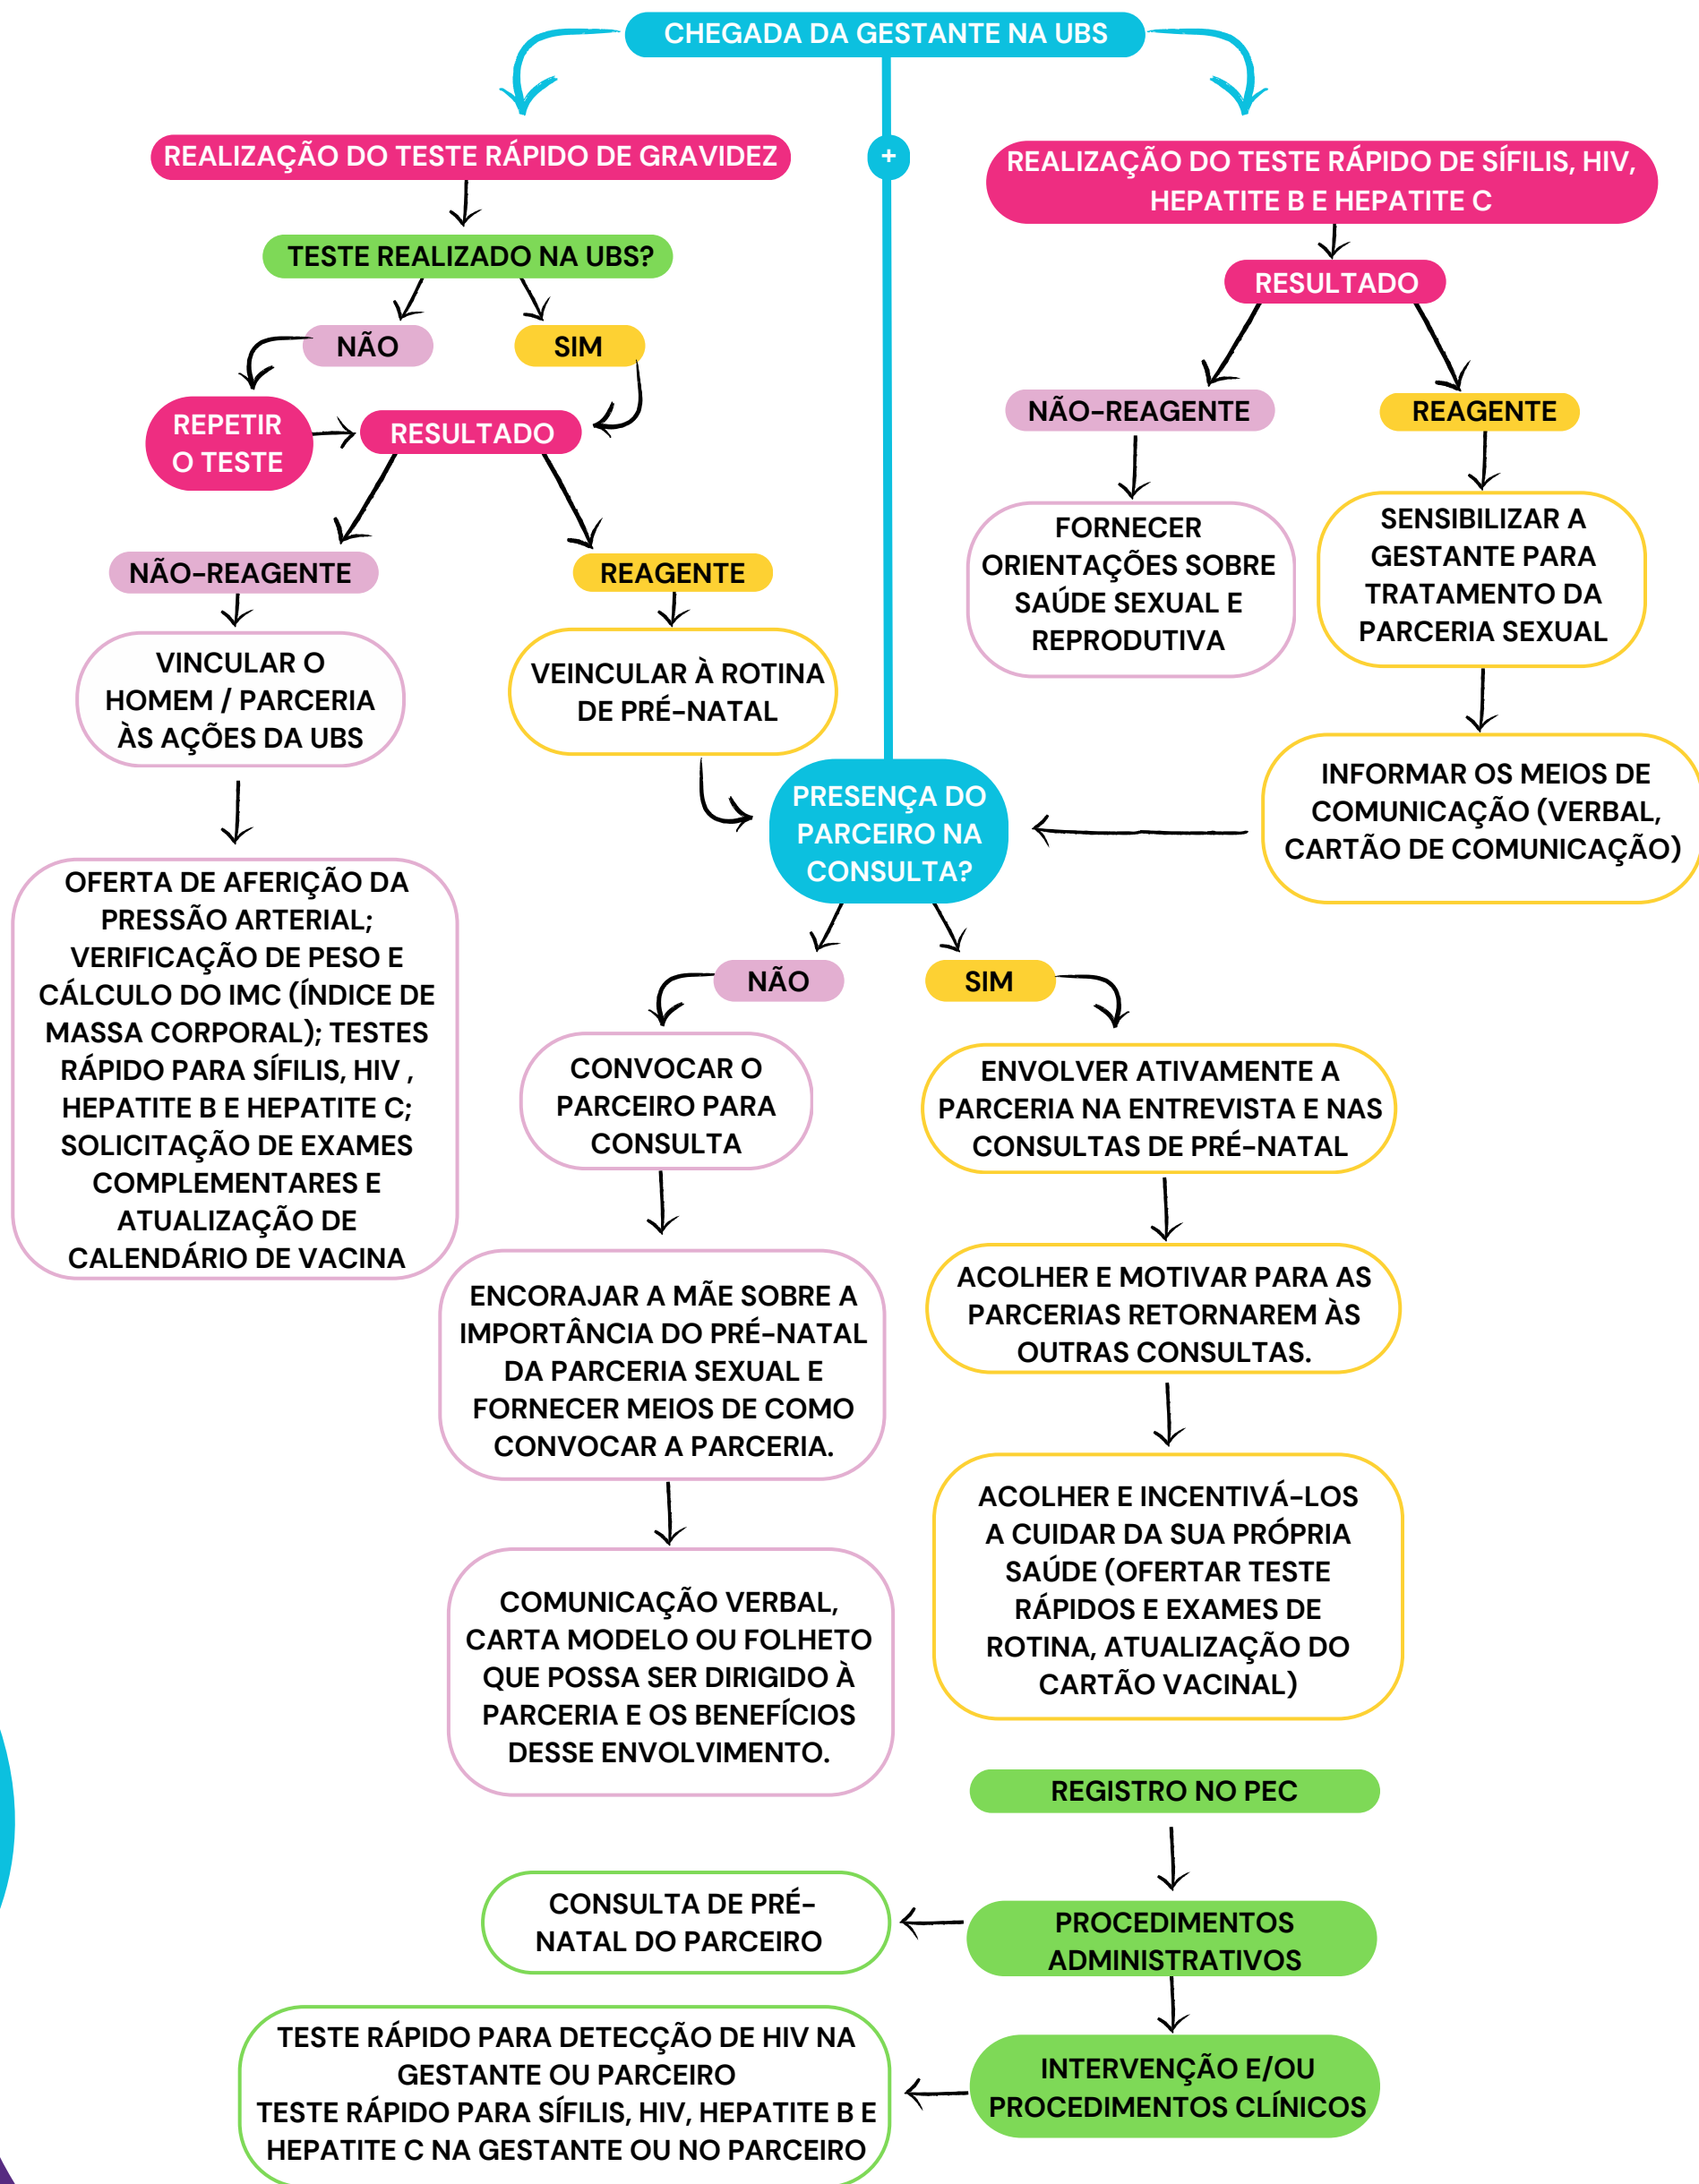 CHEGADA DA GESTANTE NA UBS
REALIZAÇÃO DO TESTE RÁPIDO DE GRAVIDEZ
TESTE REALIZADO NA UBS?
NÃO
SIM
REPETIR
O TESTE
RESULTADO
NÃO-REAGENTE
REAGENTE
VINCULAR O
HOMEM / PARCERIA
ÀS AÇÕES DA UBS
VEINCULAR À ROTINA
DE PRÉ-NATAL
OFERTA DE AFERIÇÃO DA
PRESSÃO ARTERIAL;
VERIFICAÇÃO DE PESO E
CÁLCULO DO IMC (ÍNDICE DE
MASSA CORPORAL); TESTES
RÁPIDO PARA SÍFILIS, HIV ,
HEPATITE B E HEPATITE C;
SOLICITAÇÃO DE EXAMES
COMPLEMENTARES E
ATUALIZAÇÃO DE
CALENDÁRIO DE VACINA
+
REALIZAÇÃO DO TESTE RÁPIDO DE SÍFILIS, HIV,
HEPATITE B E HEPATITE C
RESULTADO
NÃO-REAGENTE
REAGENTE
FORNECER
ORIENTAÇÕES SOBRE
SAÚDE SEXUAL E
REPRODUTIVA
SENSIBILIZAR A
GESTANTE PARA
TRATAMENTO DA
PARCERIA SEXUAL
INFORMAR OS MEIOS DE
COMUNICAÇÃO (VERBAL,
CARTÃO DE COMUNICAÇÃO)
PRESENÇA DO
PARCEIRO NA
CONSULTA?
NÃO
SIM
CONVOCAR O
PARCEIRO PARA
CONSULTA
ENCORAJAR A MÃE SOBRE A
IMPORTÂNCIA DO PRÉ-NATAL
DA PARCERIA SEXUAL E
FORNECER MEIOS DE COMO
CONVOCAR A PARCERIA.
COMUNICAÇÃO VERBAL,
CARTA MODELO OU FOLHETO
QUE POSSA SER DIRIGIDO À
PARCERIA E OS BENEFÍCIOS
DESSE ENVOLVIMENTO.
ENVOLVER ATIVAMENTE A
PARCERIA NA ENTREVISTA E NAS
CONSULTAS DE PRÉ-NATAL
ACOLHER E MOTIVAR PARA AS
PARCERIAS RETORNAREM ÀS
OUTRAS CONSULTAS.
ACOLHER E INCENTIVÁ-LOS
A CUIDAR DA SUA PRÓPRIA
SAÚDE (OFERTAR TESTE
RÁPIDOS E EXAMES DE
ROTINA, ATUALIZAÇÃO DO
CARTÃO VACINAL)
REGISTRO NO PEC
PROCEDIMENTOS
ADMINISTRATIVOS
CONSULTA DE PRÉ-
NATAL DO PARCEIRO
INTERVENÇÃO E/OU
PROCEDIMENTOS CLÍNICOS
TESTE RÁPIDO PARA DETECÇÃO DE HIV NA
GESTANTE OU PARCEIRO
TESTE RÁPIDO PARA SÍFILIS, HIV, HEPATITE B E
HEPATITE C NA GESTANTE OU NO PARCEIRO